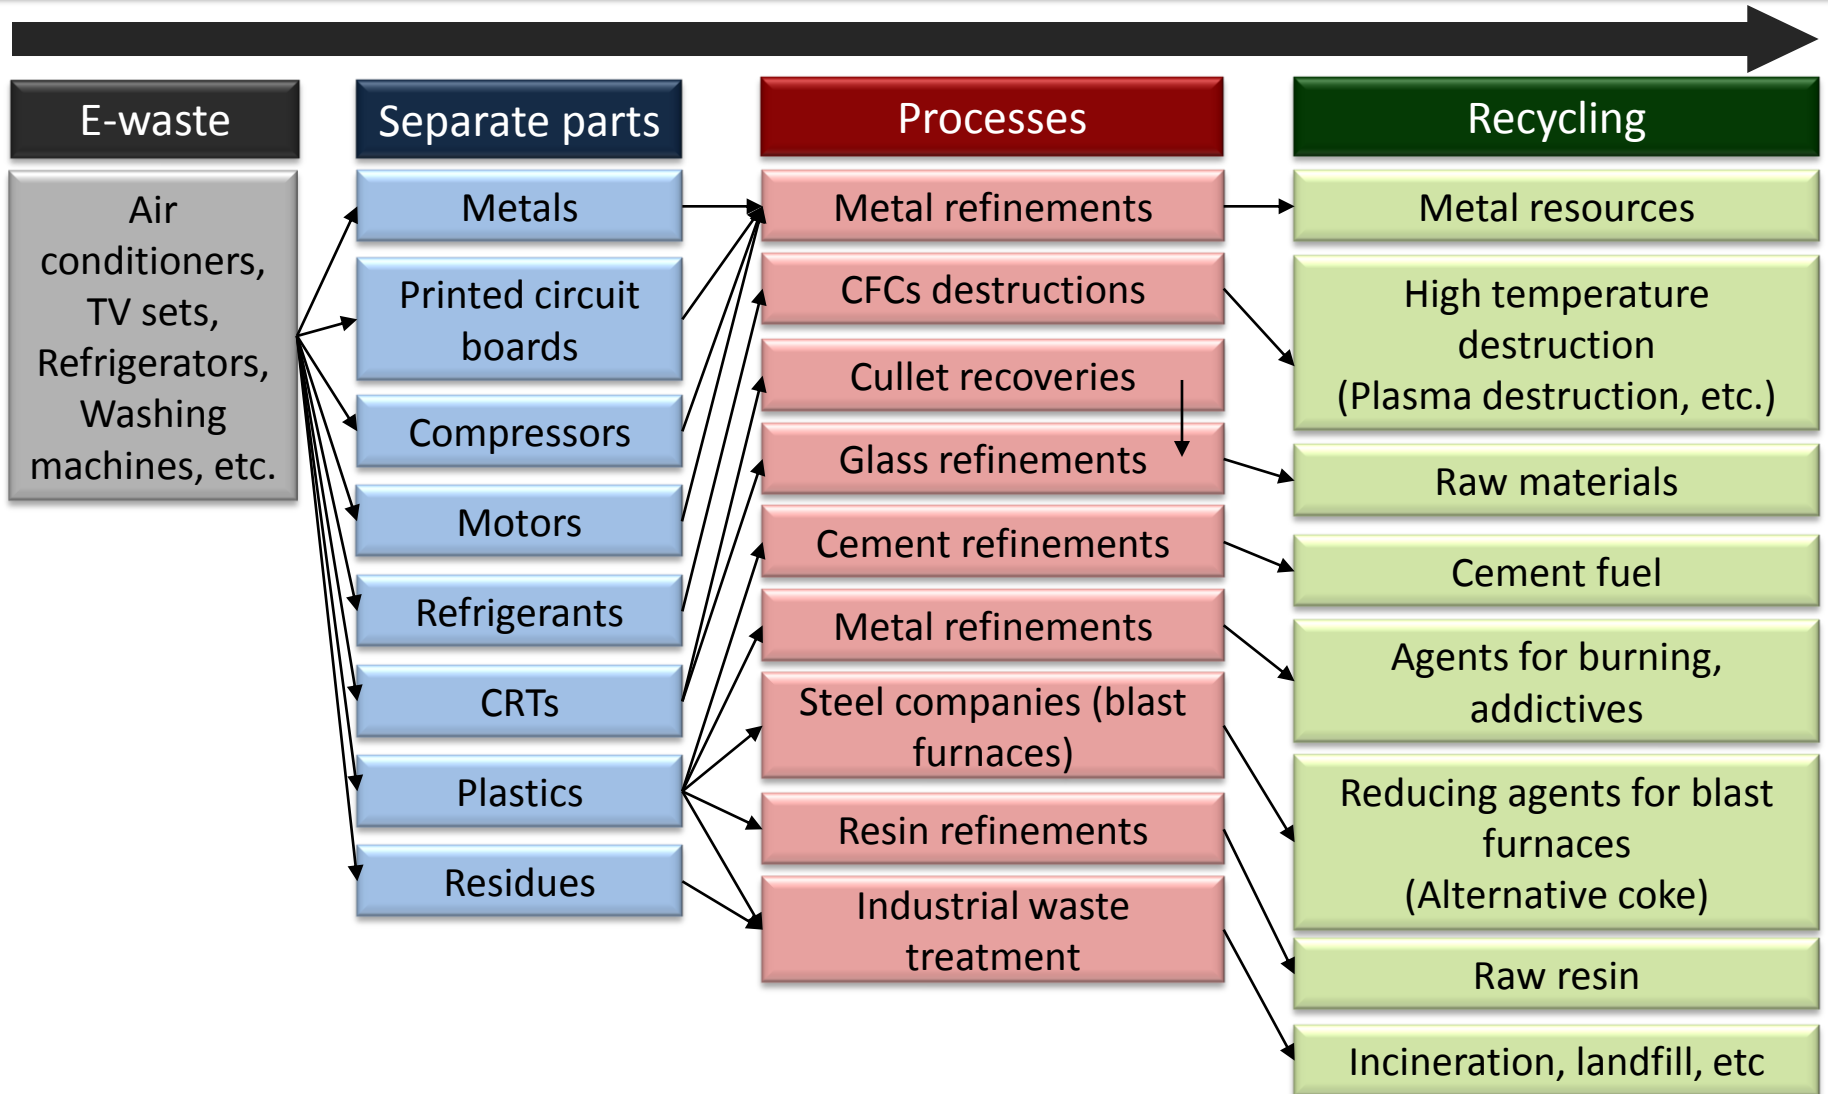 E-waste
Air
conditioners,
TV sets,
Refrigerators,
Washing
machines, etc.
Separate parts
Metals
Printed circuit
boards
Compressors
Motors
Refrigerants
CRTs
Plastics
Residues
Processes
Metal refinements
CFCs destructions
Cullet recoveries
Glass refinements
Cement refinements
Metal refinements
Steel companies (blast
furnaces)
Resin refinements
Industrial waste
treatment
Recycling
Metal resources
High temperature
destruction
(Plasma destruction, etc.)
Raw materials
Cement fuel
Agents for burning,
addictives
Reducing agents for blast
furnaces
(Alternative coke)
Raw resin
Incineration, landfill, etc